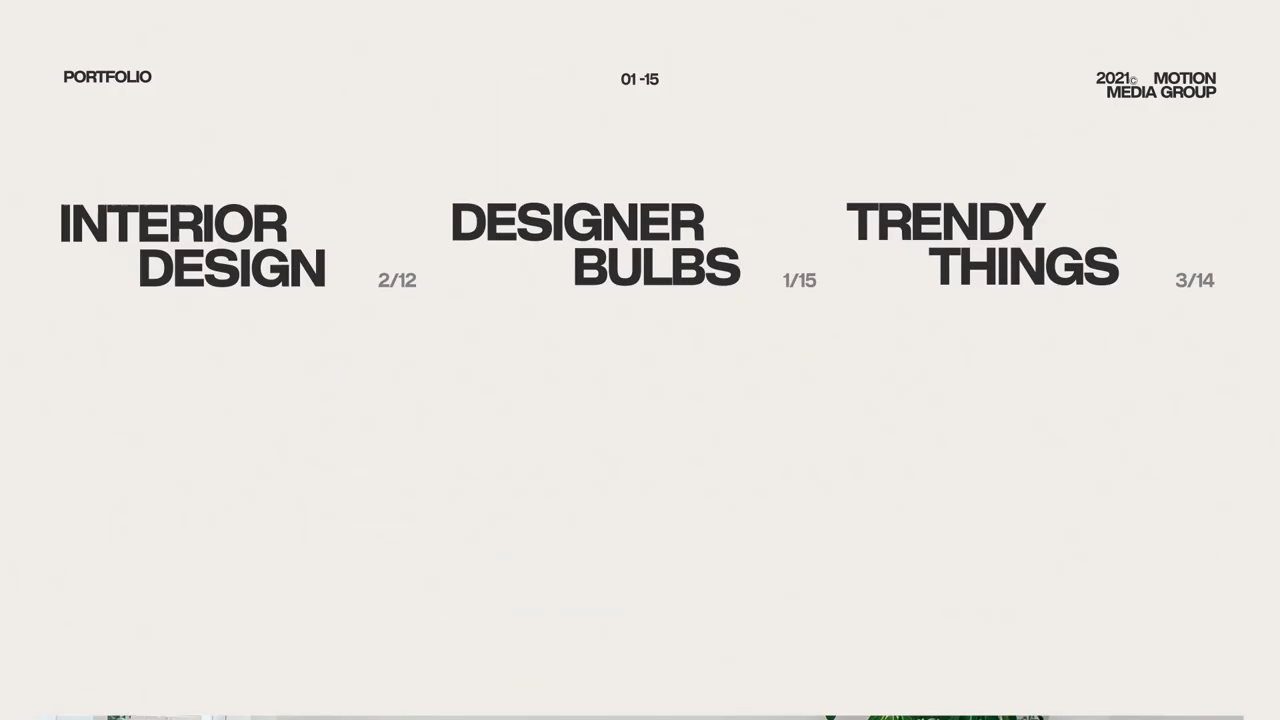 PORTFOLIO
01 -15
2021© MOTION
MEDIA GROUP
INTERIOR
DESIGN
2/12
DESIGNER
BULBS
1/15
TRENDY
THINGS
3/14